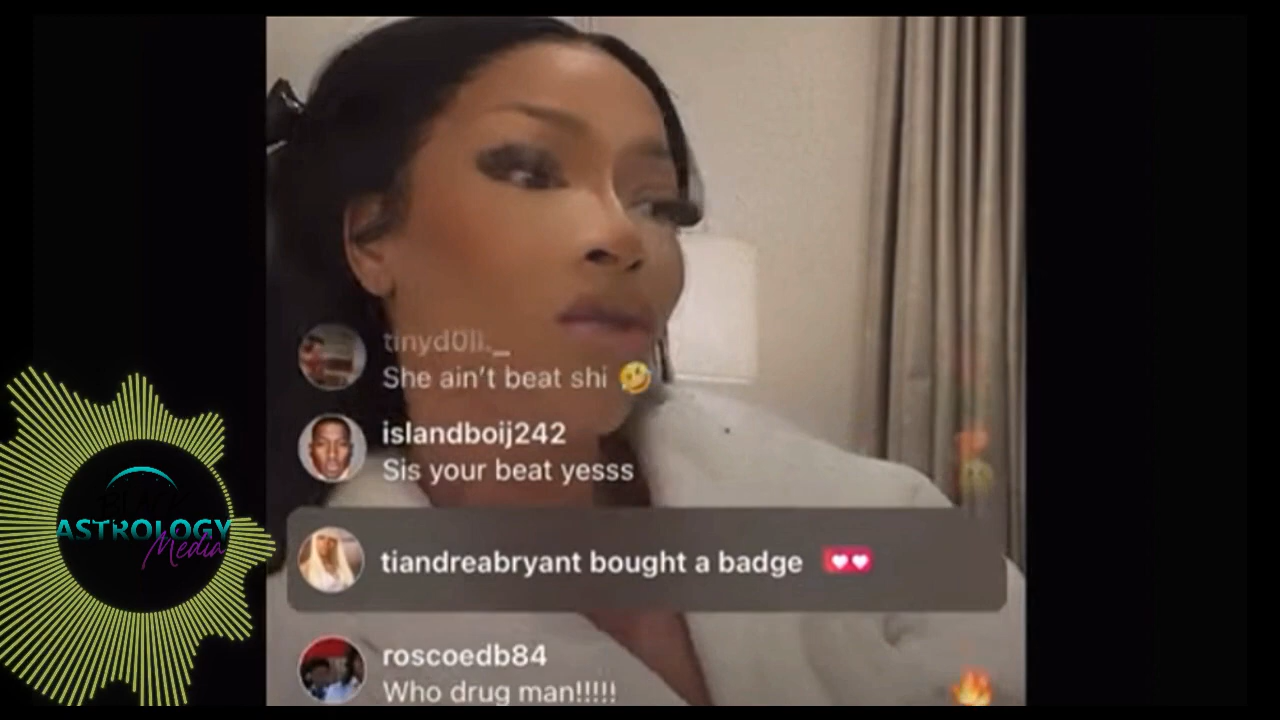 tinyd0ll._
She ain't beat shi 🤣
islandboij242
Sis your beat yesss
tiandreabryant bought a badge
roscoedb84
Who drug man!!!!!
BLACK
ASTROLOGY
Media